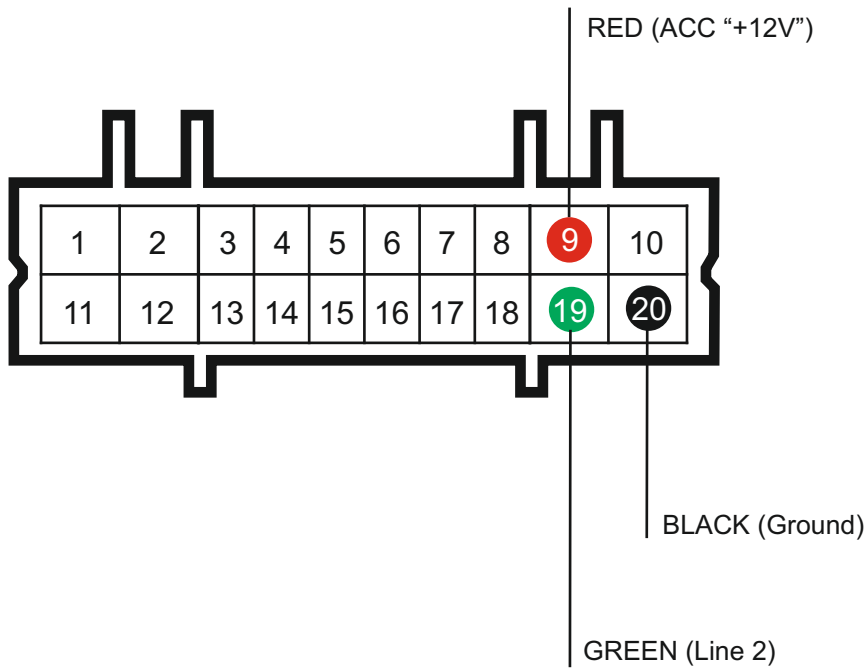 RED (ACC “+12V”)
1 2 3 4 5 6 7 8 9 10
11 12 13 14 15 16 17 18 19 20
BLACK (Ground)
GREEN (Line 2)